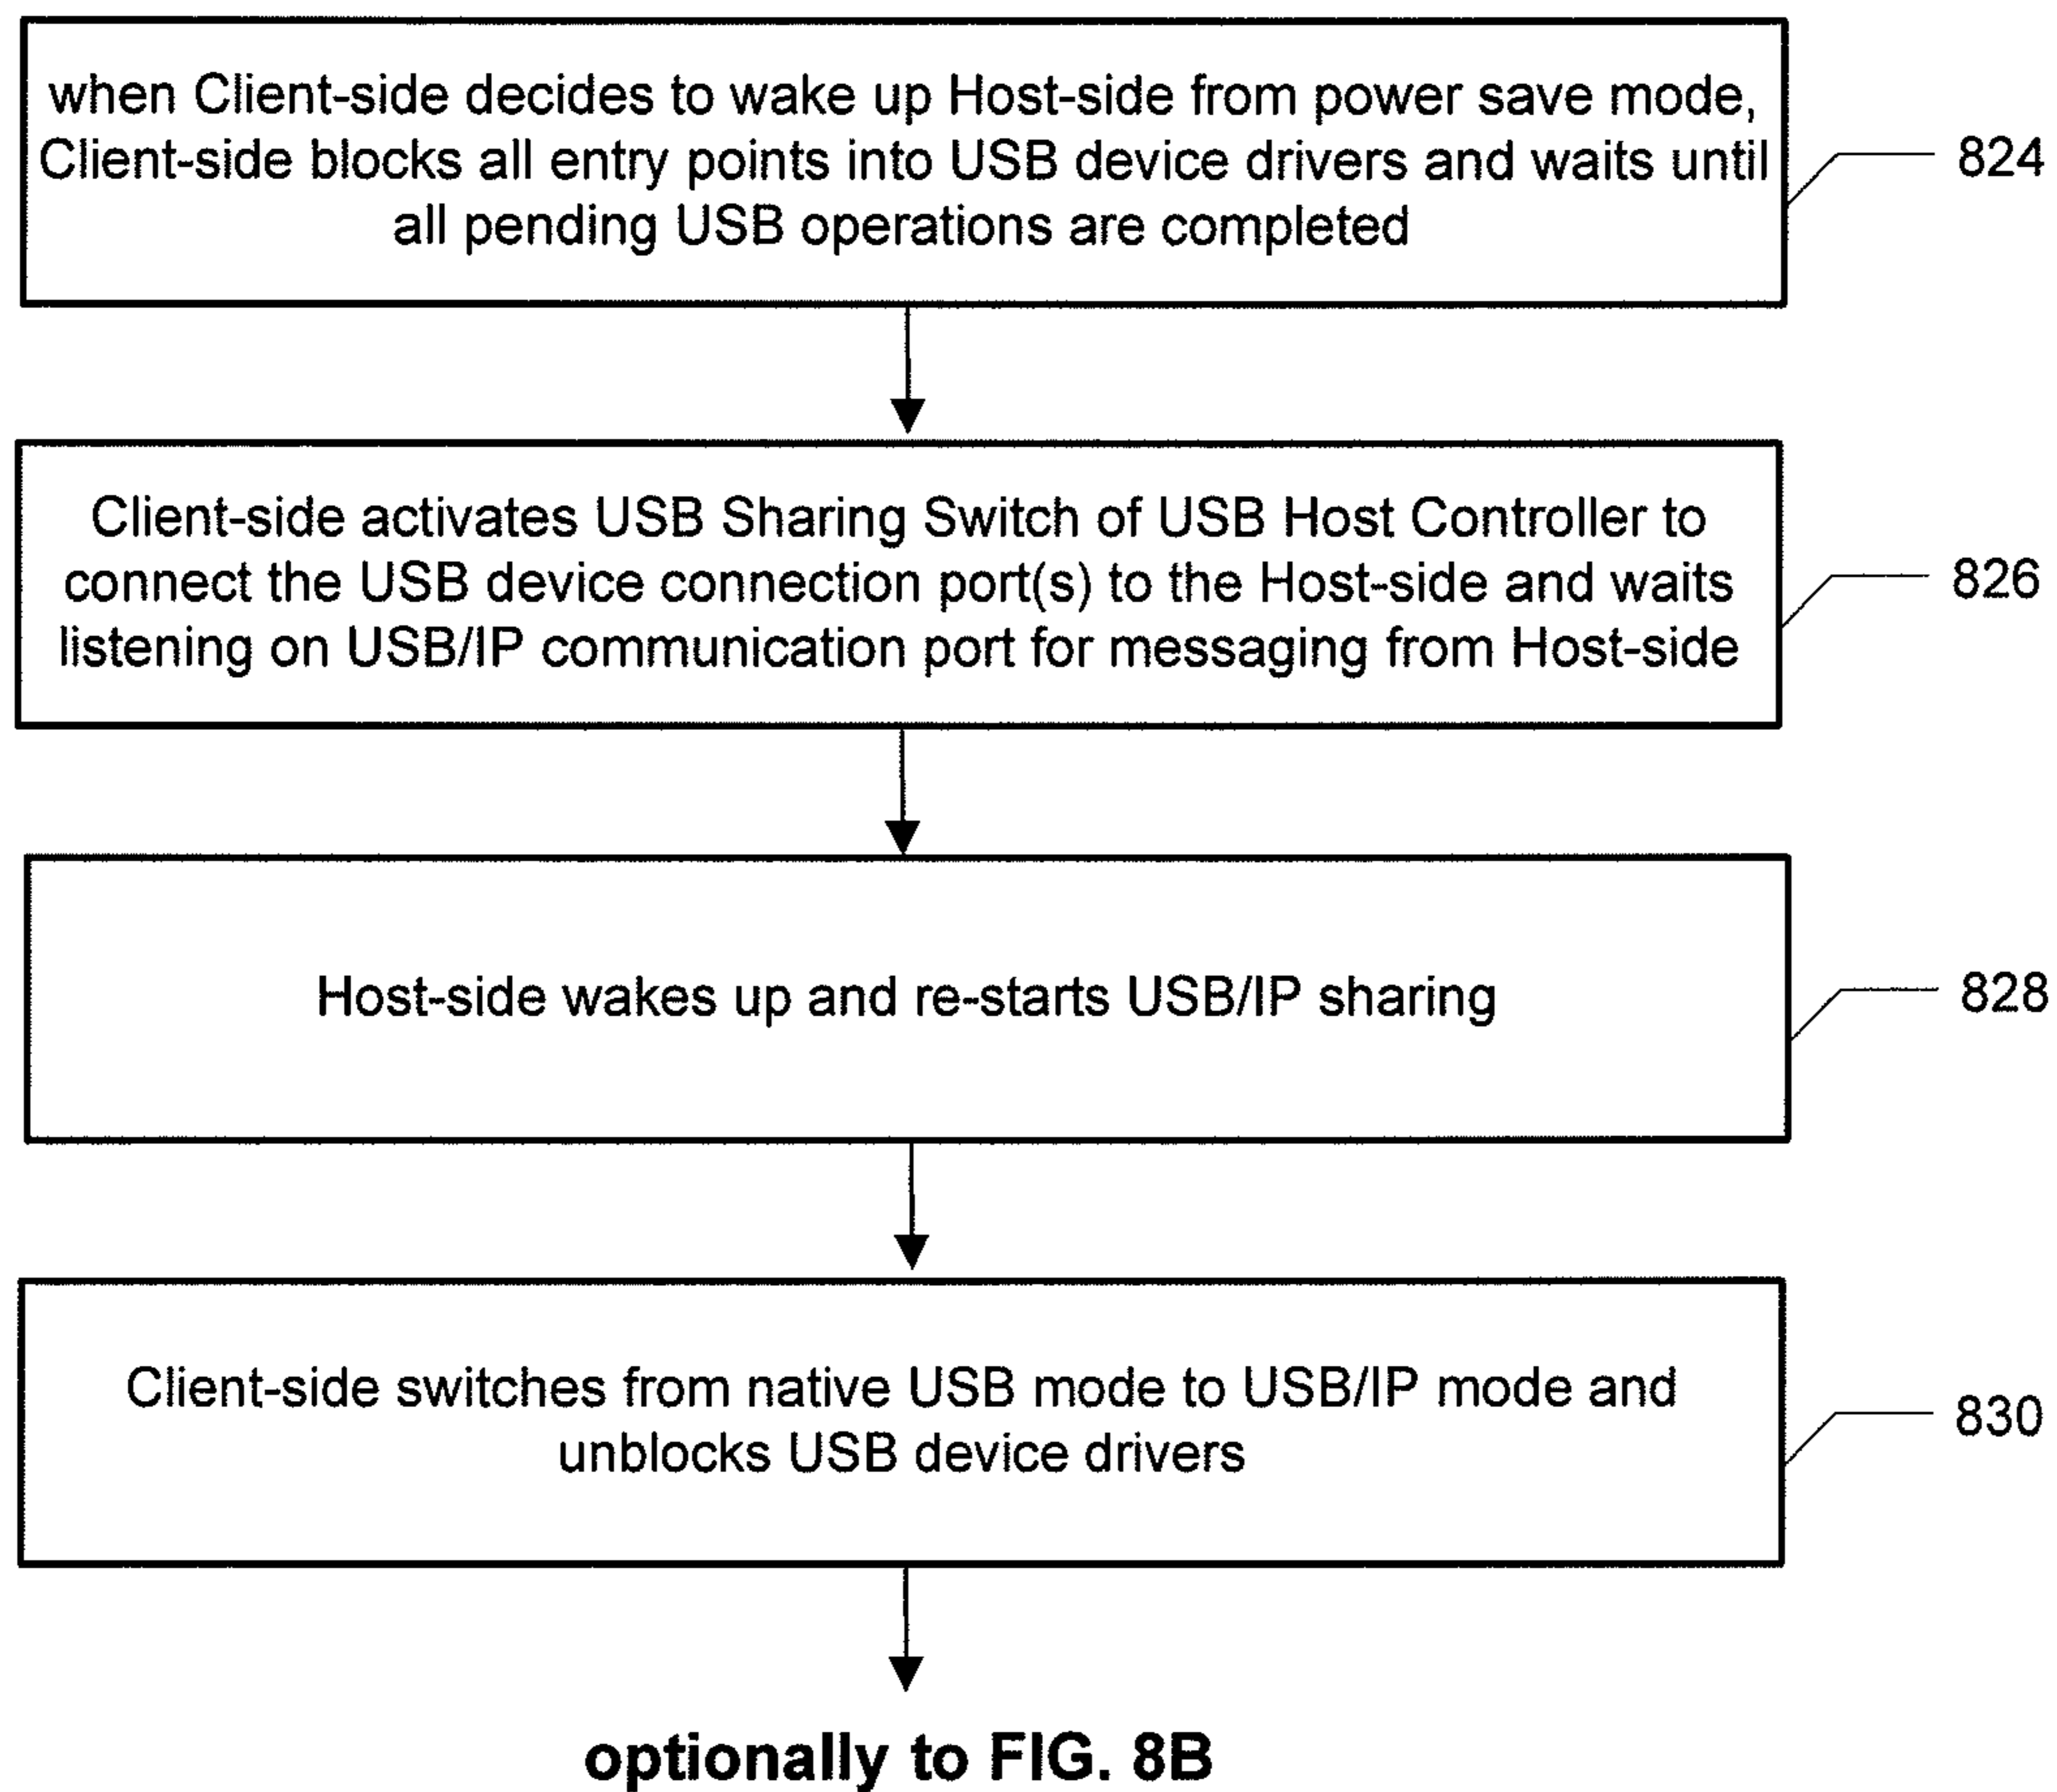 when Client-side decides to wake up Host-side from power save mode,
Client-side blocks all entry points into USB device drivers and waits until
all pending USB operations are completed
824
Client-side activates USB Sharing Switch of USB Host Controller to
connect the USB device connection port(s) to the Host-side and waits
listening on USB/IP communication port for messaging from Host-side
826
Host-side wakes up and re-starts USB/IP sharing
828
Client-side switches from native USB mode to USB/IP mode and
unblocks USB device drivers
830
optionally to FIG. 8B